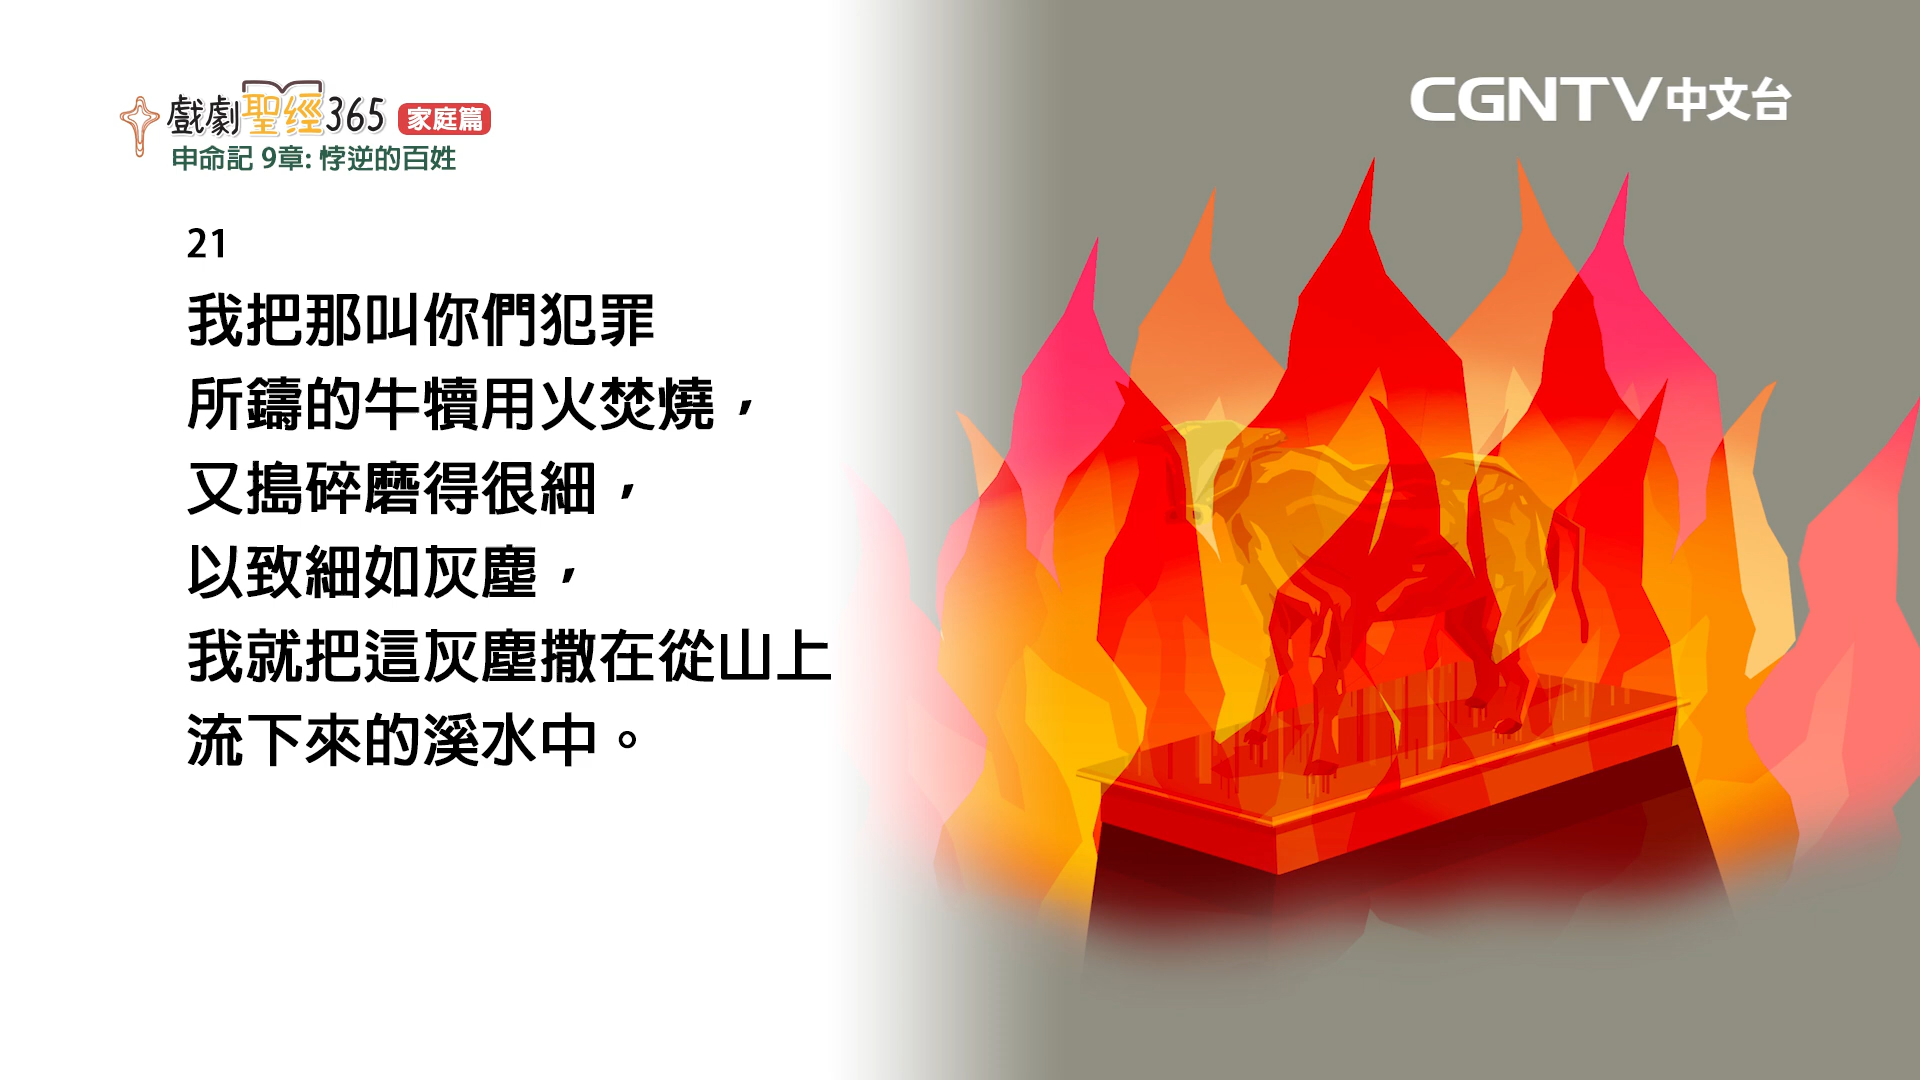 戲劇聖經365 家庭篇
CGNTV中文台
申命記 9章: 悖逆的百姓
21
我把那叫你們犯罪
所鑄的牛犢用火焚燒，
又搗碎磨得很細，
以致細如灰塵，
我就把這灰塵撒在從山上
流下來的溪水中。